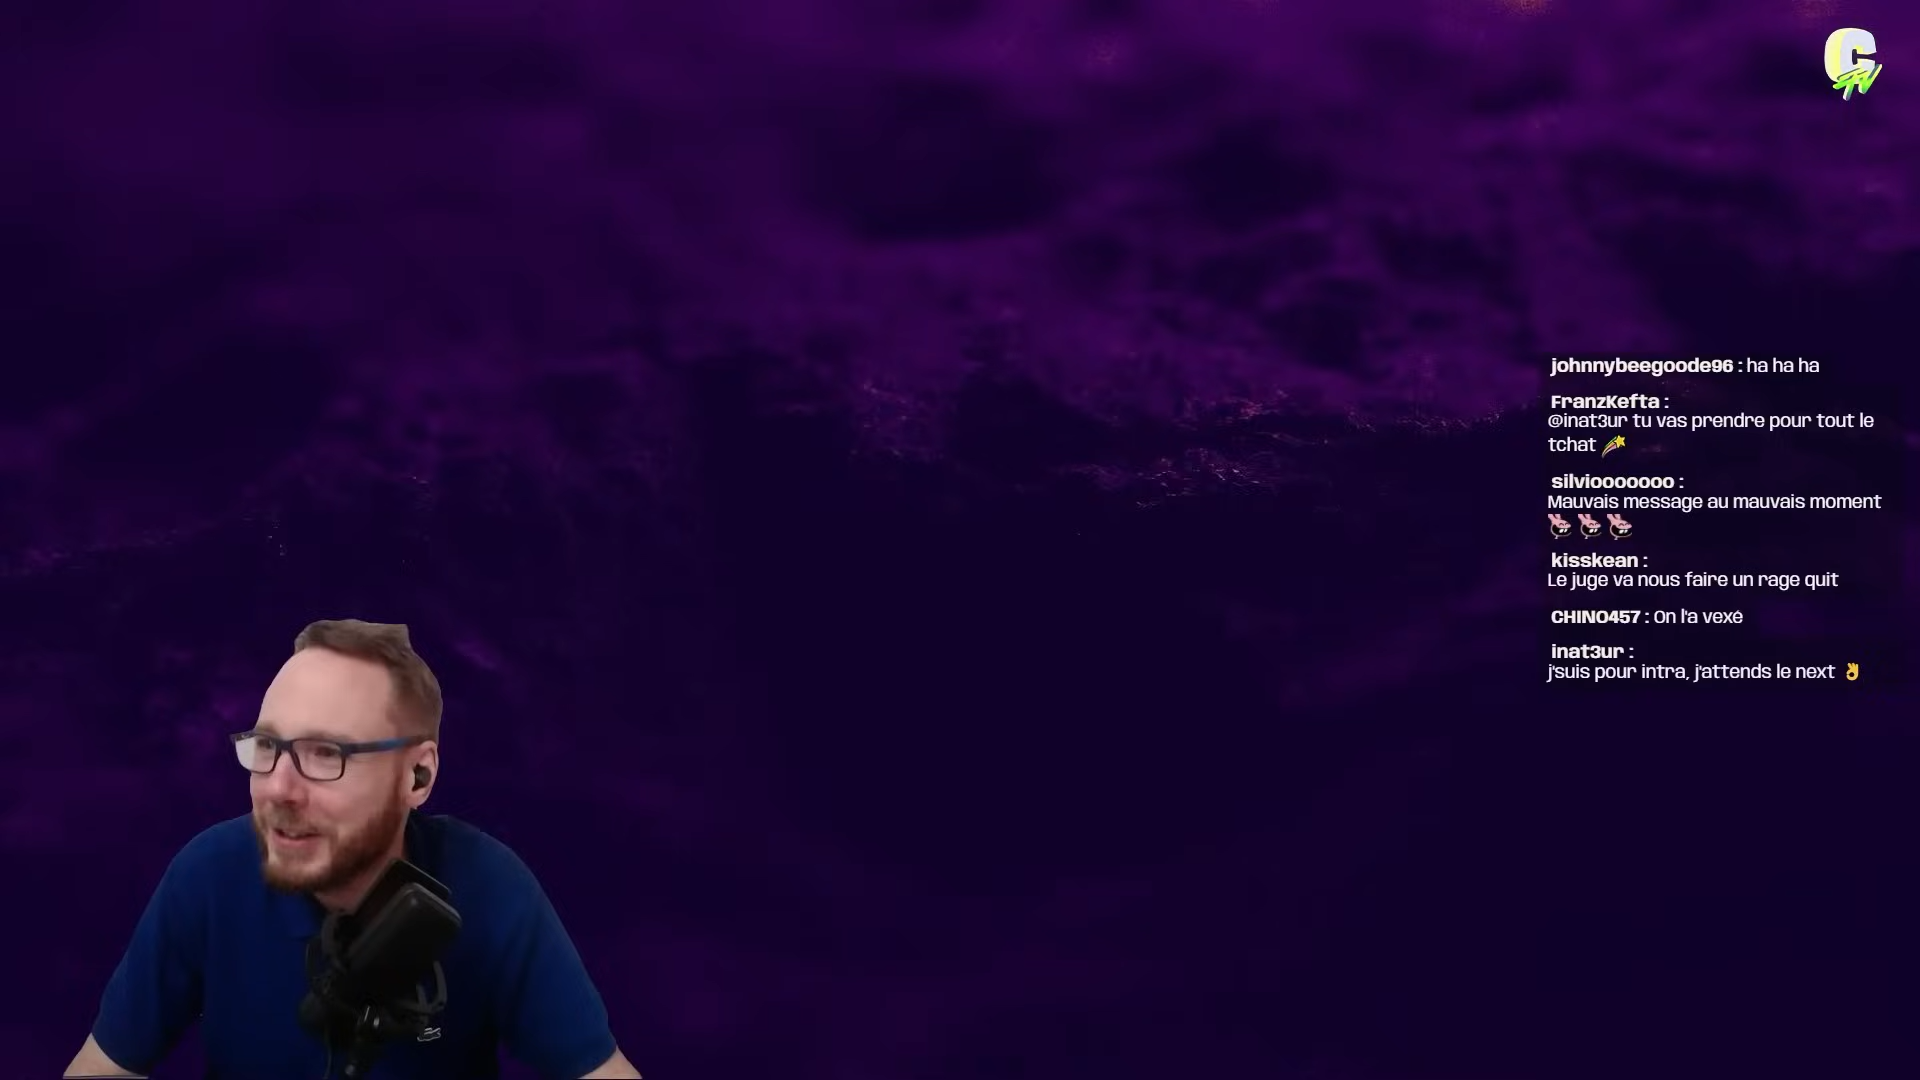 C
TV
johnnybeegoode96 : ha ha ha
FranzKefta :
@inat3ur tu vas prendre pour tout le
tchat
silviooooooo :
Mauvais message au mauvais moment
kisskean :
Le juge va nous faire un rage quit
CHINO457 : On l'a vexé
inat3ur :
j'suis pour intra, j'attends le next